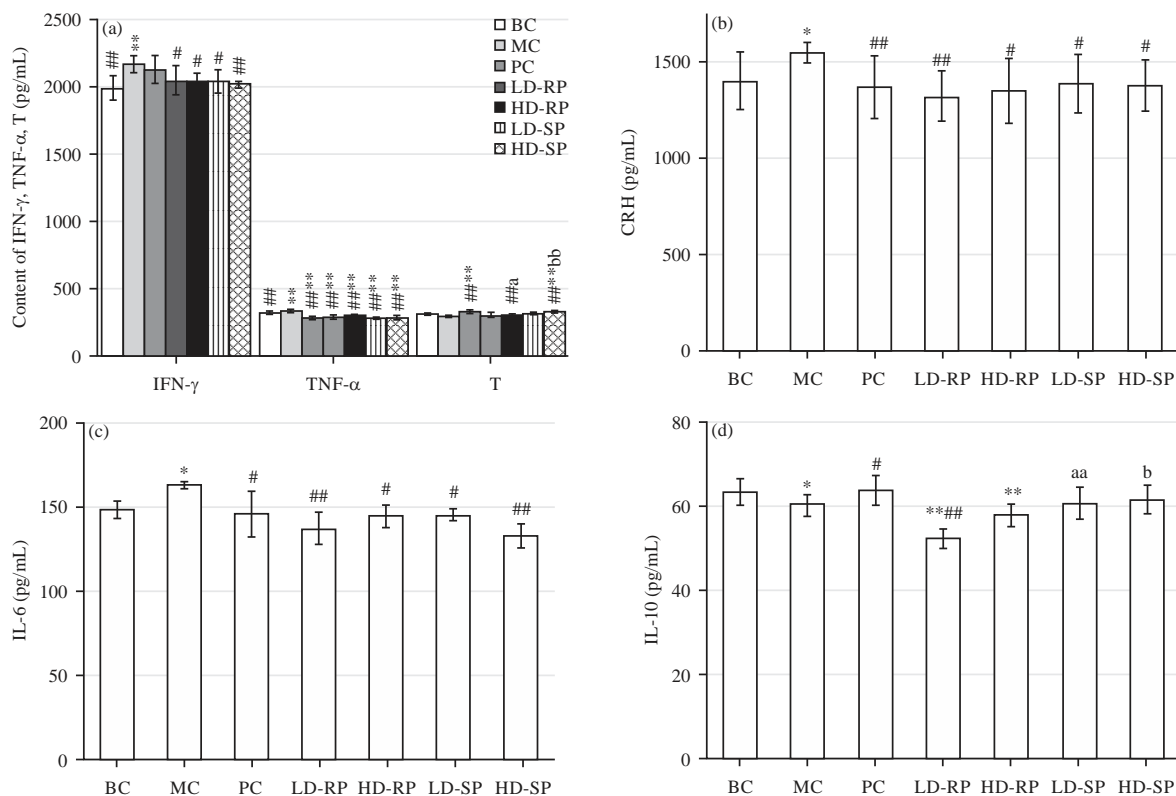 (a)
2500
2000
1500
1000
500
0
Content of IFN-γ, TNF-α, T (pg/mL)
## ** # # # ##
## ** ##** ##** ##** ##** ##**
##** ##a ##**bb
IFN-γ TNF-α T
BC
MC
PC
LD-RP
HD-RP
LD-SP
HD-SP
(b)
1500
1000
500
0
CRH (pg/mL)
* ## ## # # #
BC MC PC LD-RP HD-RP LD-SP HD-SP
(c)
200
150
100
50
0
IL-6 (pg/mL)
* # ## # # ##
BC MC PC LD-RP HD-RP LD-SP HD-SP
(d)
80
60
40
20
0
IL-10 (pg/mL)
* # **## ** aa b
BC MC PC LD-RP HD-RP LD-SP HD-SP